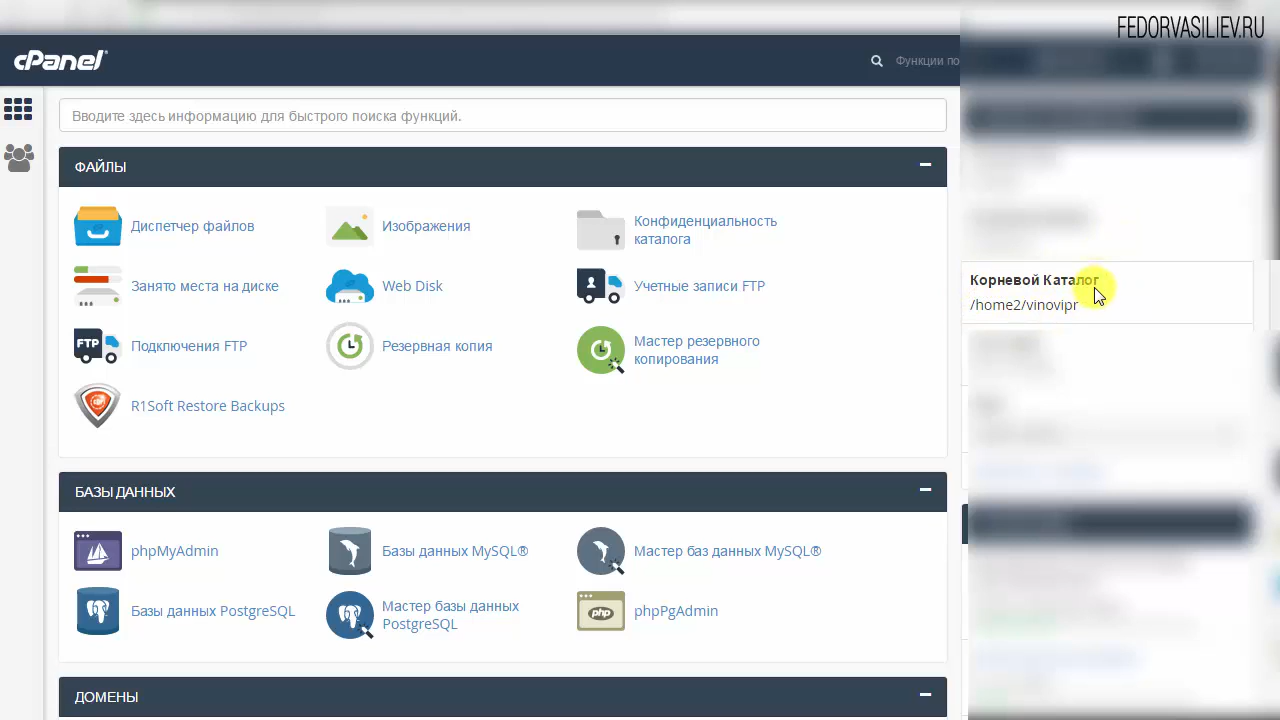 FEDORVASILIEV.RU
cPanel®
Функции по
Вводите здесь информацию для быстрого поиска функций.
ФАЙЛЫ
Диспетчер файлов
Изображения
Конфиденциальность
каталога
Занято места на диске
Web Disk
Учетные записи FTP
FTP
Подключения FTP
Резервная копия
Мастер резервного
копирования
R1Soft Restore Backups
БАЗЫ ДАННЫХ
phpMyAdmin
Базы данных MySQL®
Мастер баз данных MySQL®
Базы данных PostgreSQL
Мастер базы данных
PostgreSQL
php
phpPgAdmin
ДОМЕНЫ
Корневой Каталог
/home2/vinovipr